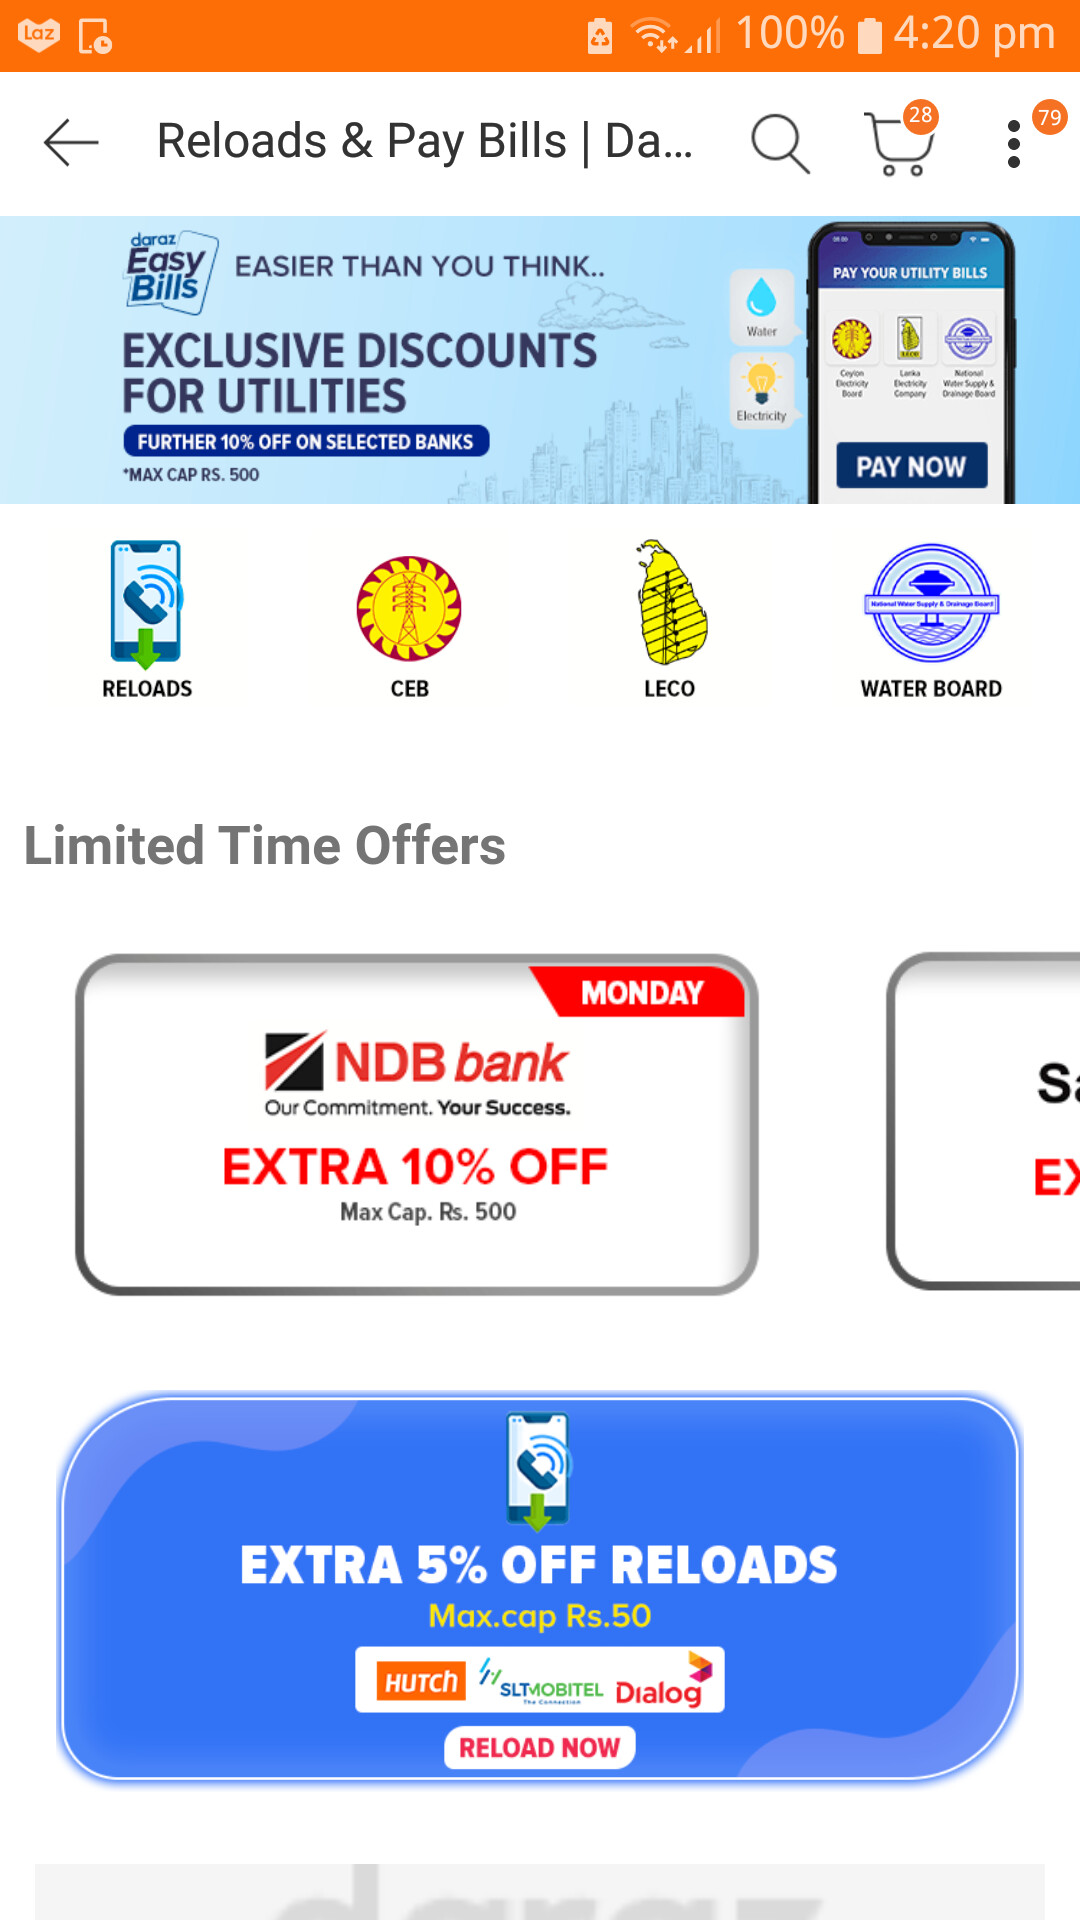 Laz
100%
4:20 pm
Reloads & Pay Bills | Da...
28
79
daraz
Easy
Bills
EASIER THAN YOU THINK..
EXCLUSIVE DISCOUNTS
FOR UTILITIES
FURTHER 10% OFF ON SELECTED BANKS
*MAX CAP RS. 500
Water
Electricity
PAY YOUR UTILITY BILLS
Ceylon
Electricity
Board
Lanka
Electricity
Company
National
Water Supply &
Drainage Board
PAY NOW
RELOADS
CEB
LECO
National Water Supply & Drainage Board
WATER BOARD
Limited Time Offers
MONDAY
NDB bank
Our Commitment. Your Success.
EXTRA 10% OFF
Max Cap. Rs. 500
Sa
EX
EXTRA 5% OFF RELOADS
Max.cap Rs.50
HUTCH
SLTMOBITEL
The Connection
Dialog
RELOAD NOW
daraz